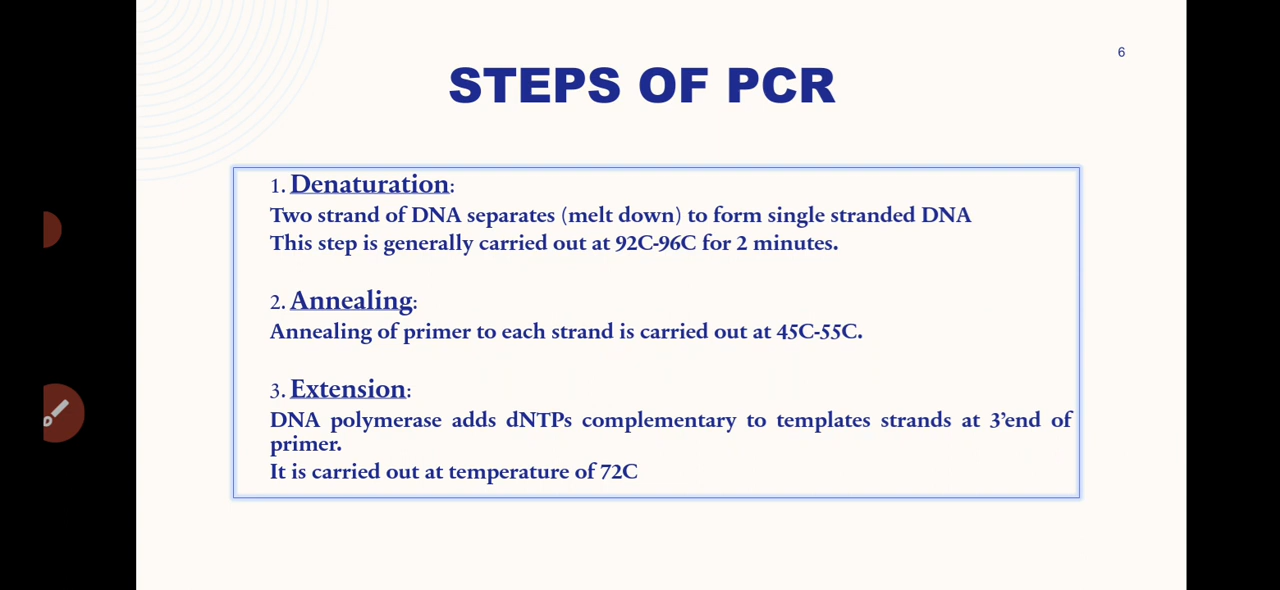 6
STEPS OF PCR
1. Denaturation:
Two strand of DNA separates (melt down) to form single stranded DNA
This step is generally carried out at 92C-96C for 2 minutes.
2. Annealing:
Annealing of primer to each strand is carried out at 45C-55C.
3. Extension:
DNA polymerase adds dNTPs complementary to templates strands at 3’end of
primer.
It is carried out at temperature of 72C